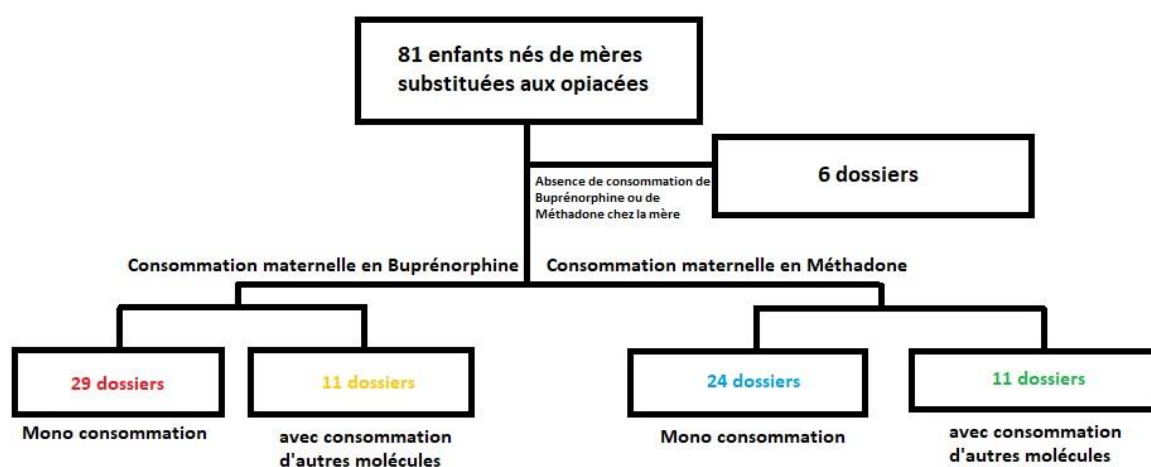 81 enfants nés de mères
substituées aux opiacées
6 dossiers
Absence de consommation de
Buprénorphine ou de
Méthadone chez la mère
Consommation maternelle en Buprénorphine
Consommation maternelle en Méthadone
29 dossiers
11 dossiers
24 dossiers
11 dossiers
Mono consommation
avec consommation
d'autres molécules
Mono consommation
avec consommation
d'autres molécules